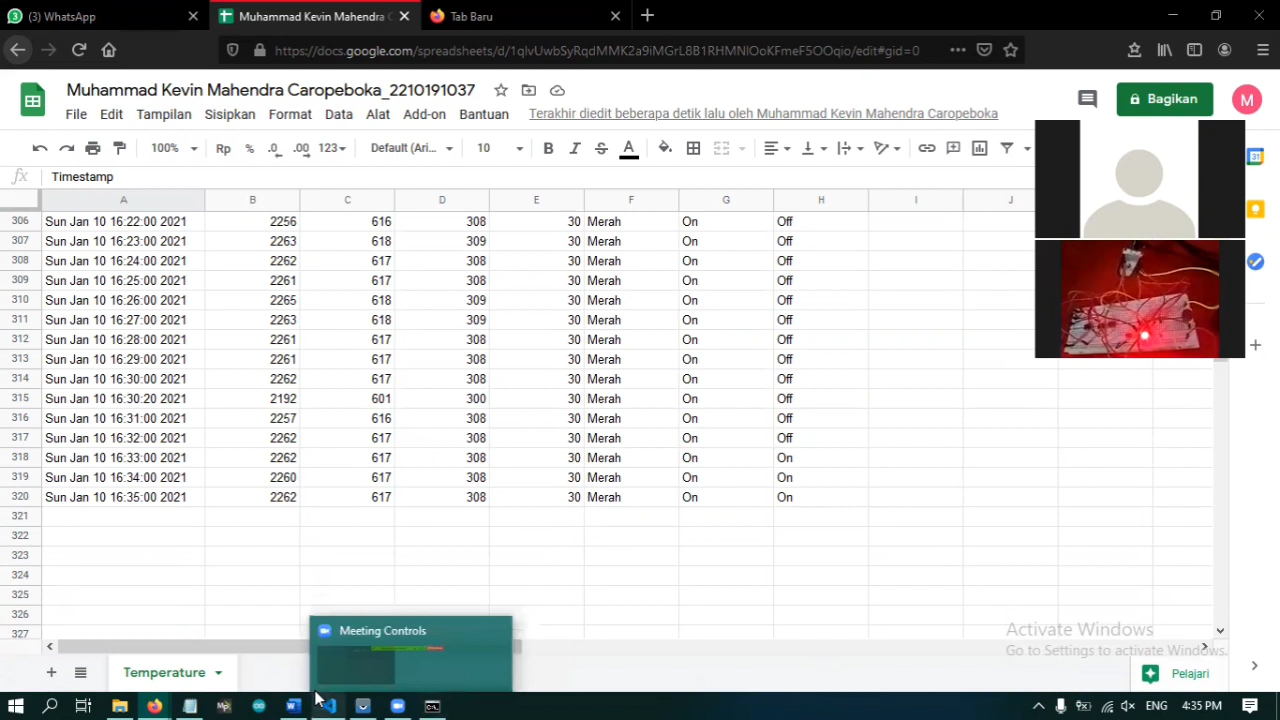 (3) WhatsApp
Muhammad Kevin Mahendra C
Tab Baru
https://docs.google.com/spreadsheets/d/1qlvUwbSyRqdMMK2a9iMGrL8B1RHMNlOoKFmeF5OOqio/edit#gid=0
Muhammad Kevin Mahendra Caropeboka_2210191037
File Edit Tampilan Sisipkan Format Data Alat Add-on Bantuan Terakhir diedit beberapa detik lalu oleh Muhammad Kevin Mahendra Caropeboka
Bagikan
M
100% Rp % .0 .00 123 Default (Ari... 10 B I S A
fx Timestamp
A B C D E F G H I J
306 Sun Jan 10 16:22:00 2021 2256 616 308 30 Merah On Off
307 Sun Jan 10 16:23:00 2021 2263 618 309 30 Merah On Off
308 Sun Jan 10 16:24:00 2021 2262 617 308 30 Merah On Off
309 Sun Jan 10 16:25:00 2021 2261 617 308 30 Merah On Off
310 Sun Jan 10 16:26:00 2021 2265 618 309 30 Merah On Off
311 Sun Jan 10 16:27:00 2021 2263 618 309 30 Merah On Off
312 Sun Jan 10 16:28:00 2021 2261 617 308 30 Merah On Off
313 Sun Jan 10 16:29:00 2021 2261 617 308 30 Merah On Off
314 Sun Jan 10 16:30:00 2021 2262 617 308 30 Merah On Off
315 Sun Jan 10 16:30:20 2021 2192 601 300 30 Merah On Off
316 Sun Jan 10 16:31:00 2021 2257 616 308 30 Merah On Off
317 Sun Jan 10 16:32:00 2021 2262 617 308 30 Merah On Off
318 Sun Jan 10 16:33:00 2021 2262 617 308 30 Merah On On
319 Sun Jan 10 16:34:00 2021 2260 617 308 30 Merah On On
320 Sun Jan 10 16:35:00 2021 2262 617 308 30 Merah On On
321
322
323
324
325
326
327
Meeting Controls
Activate Windows
Go to Settings to activate Windows.
Temperature
Pelajari
ENG 4:35 PM